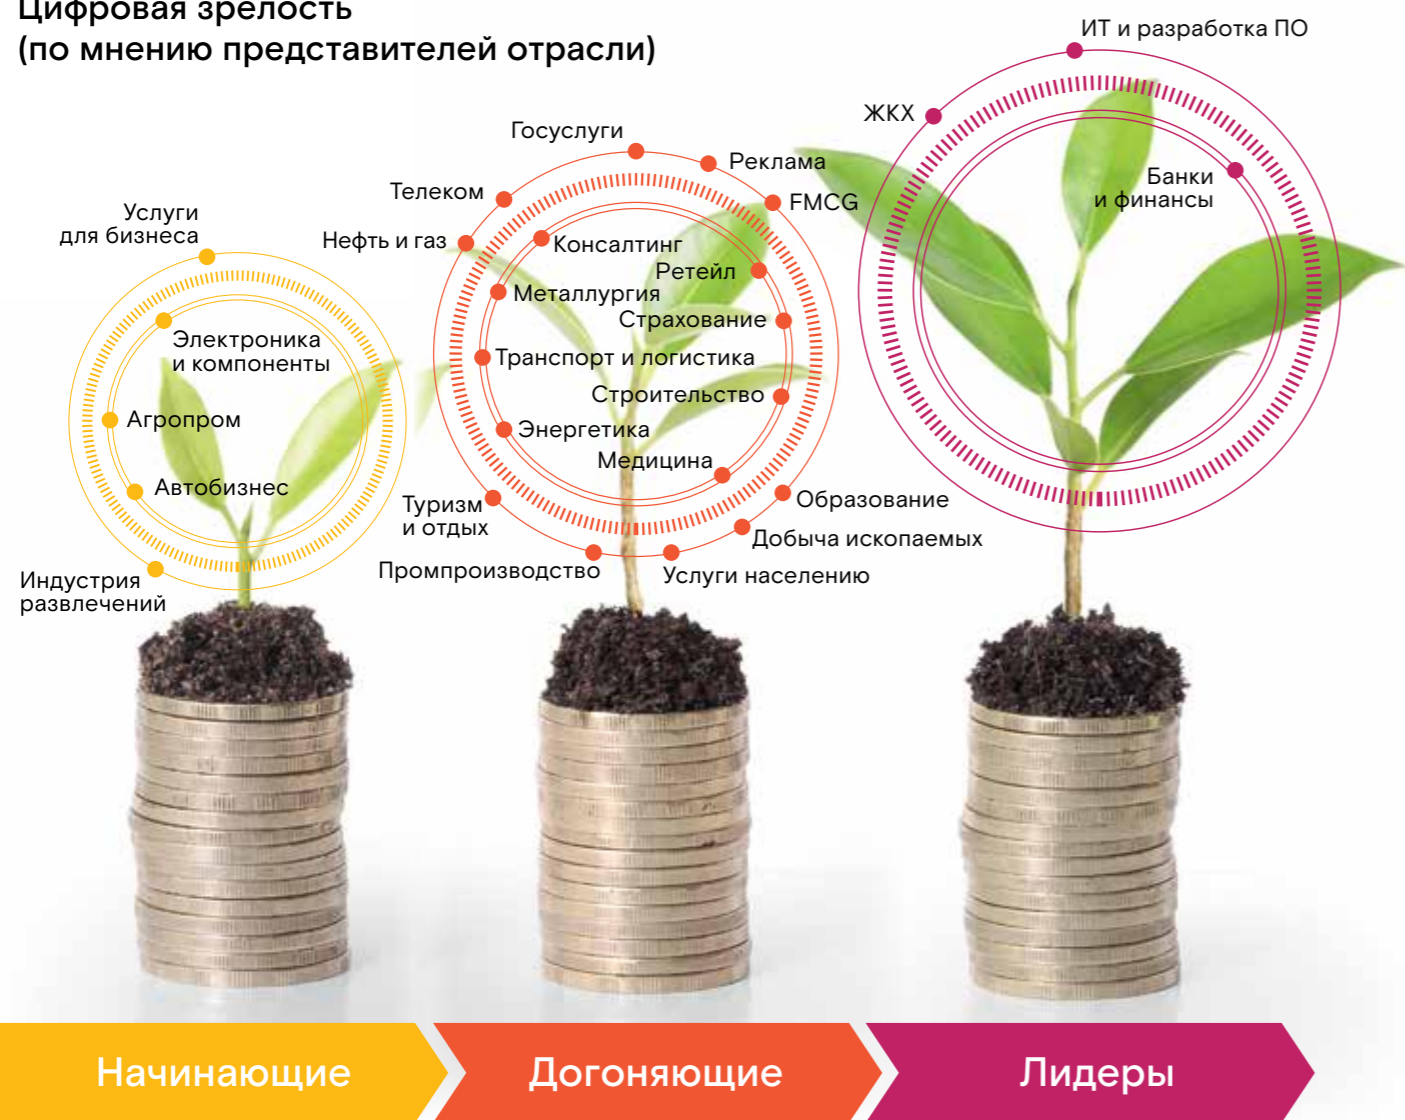 Цифровая зрелость
(по мнению представителей отрасли)
Услуги
для бизнеса
Электроника
и компоненты
Агропром
Автобизнес
Индустрия
развлечений
Госуслуги
Реклама
Телеком
FMCG
Нефть и газ
Консалтинг
Ретейл
Металлургия
Страхование
Транспорт и логистика
Строительство
Энергетика
Медицина
Туризм
и отдых
Образование
Добыча ископаемых
Промпроизводство
Услуги населению
ИТ и разработка ПО
ЖКХ
Банки
и финансы
Начинающие
Догоняющие
Лидеры